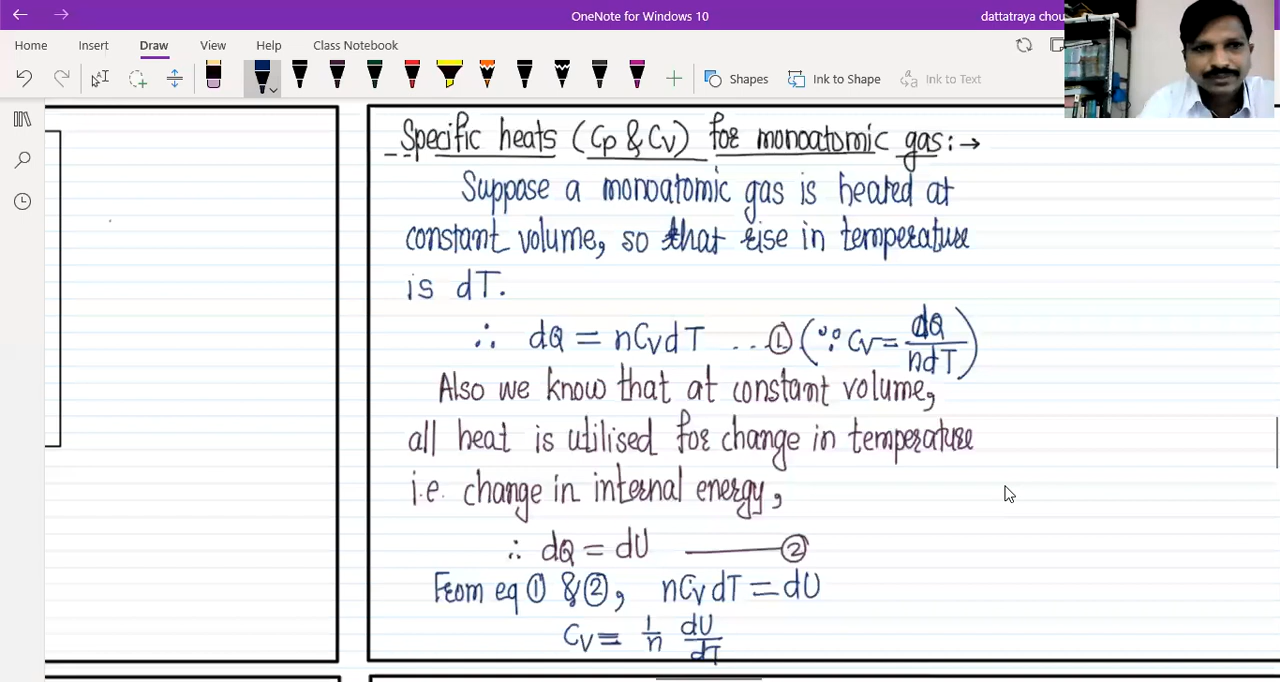 OneNote for Windows 10
dattatraya chou
Home Insert Draw View Help Class Notebook
Shapes Ink to Shape Ink to Text
Specific heats (Cp & Cv) for monoatomic gas:→
Suppose a monoatomic gas is heated at
constant volume, so that rise in temperature
is dT.
∴ dQ = nCvdT ...① (∵ Cv = dQ/ndT)
Also we know that at constant volume,
all heat is utilised for change in temperature
i.e. change in internal energy,
∴ dQ = dU —— ②
From eq ① & ②, nCvdT = dU
Cv = 1/n dU/dT